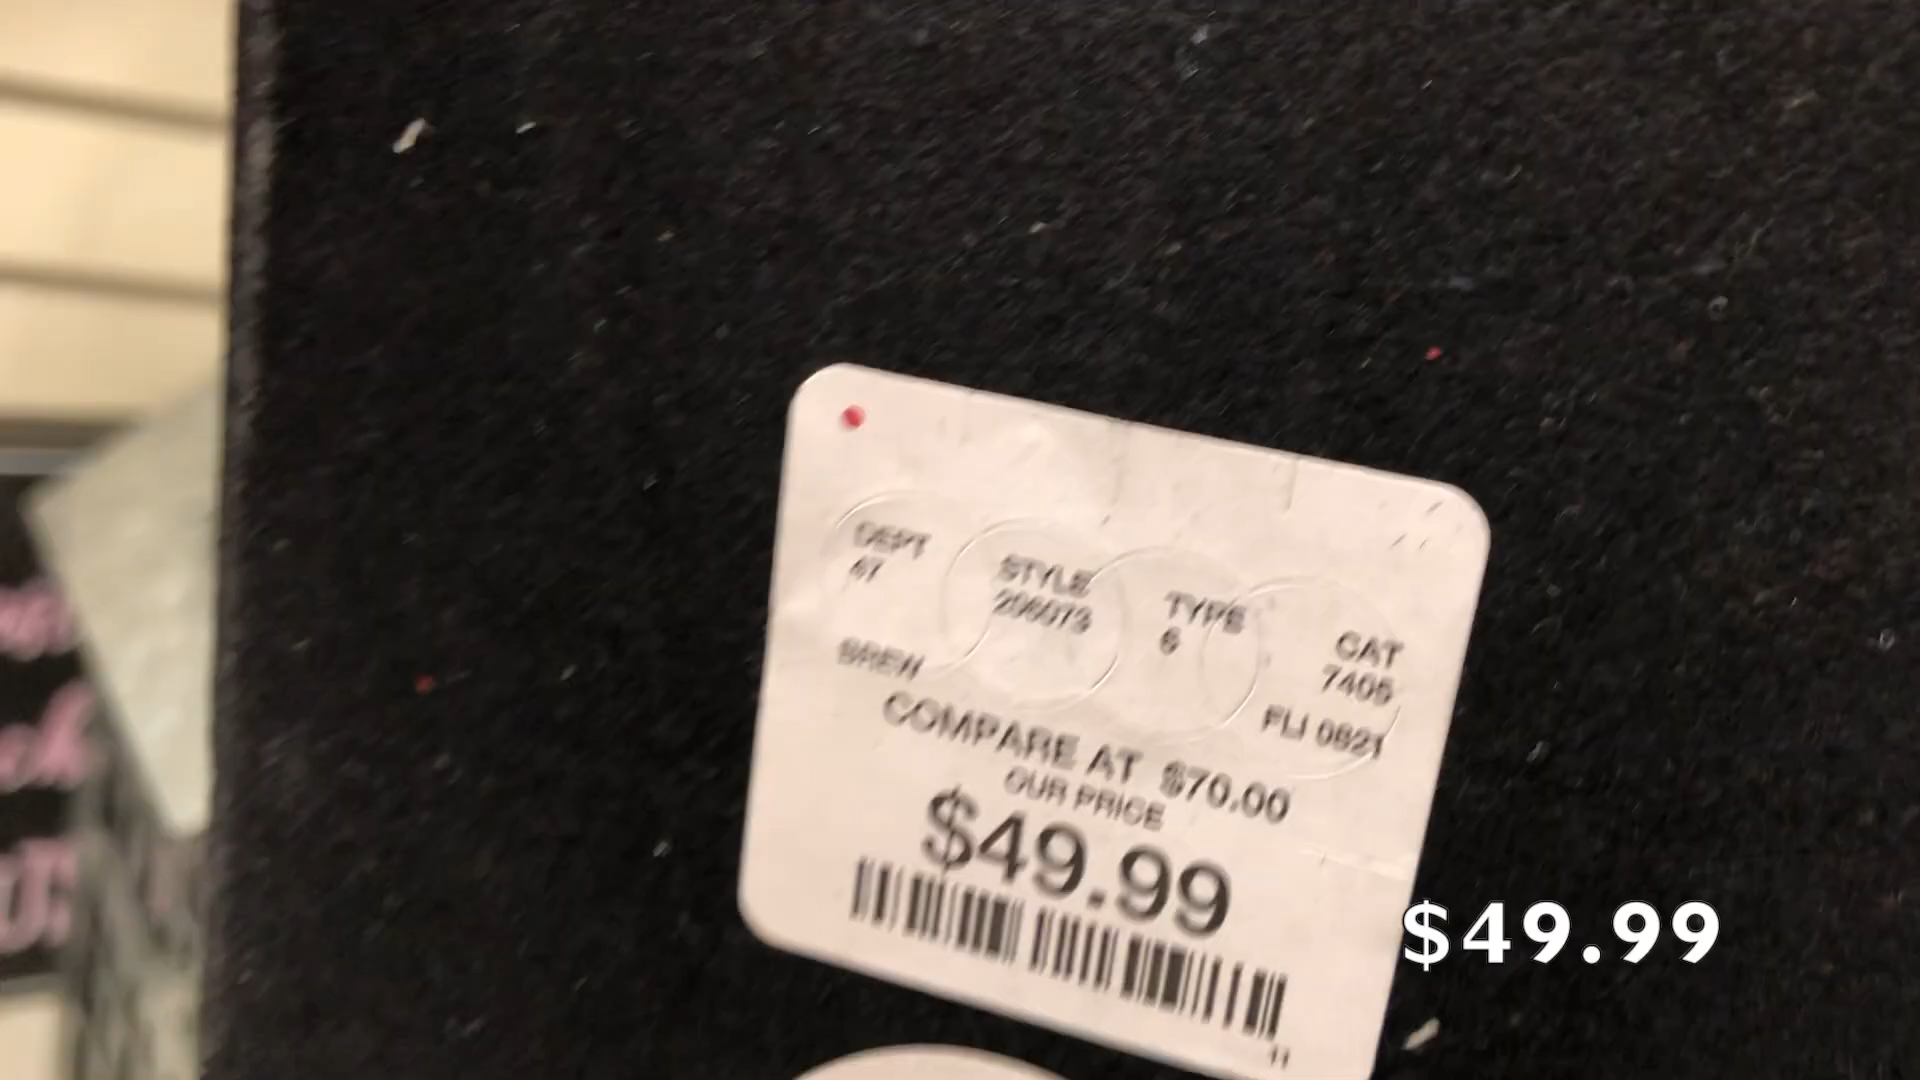 DEPT STYLE TYPE CAT
47 206073 6 7405
BREW FLI 0821
COMPARE AT $70.00
OUR PRICE
$49.99
11
$49.99